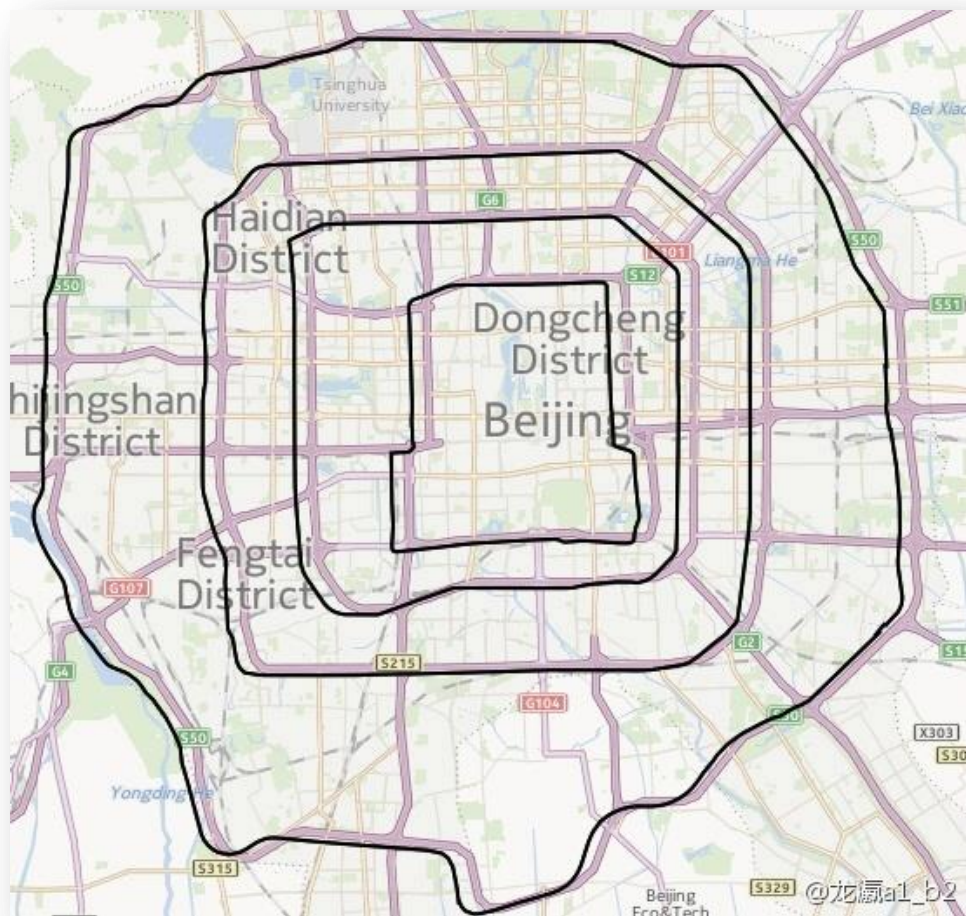 Tsinghua
University
Bei Xiao
G6
Haidian
District
G101
Liangma He
S50
S12
S50
S51
Dongcheng
District
hijingshan
District
Beijing
Fengtai
District
G107
G2
S215
G4
G104
S50
S50
X303
S30
Yongding He
S315
S329
Beijing
Eco&Tech
@龙瀛a1_b2